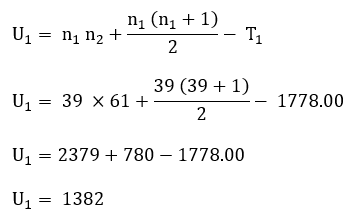 U₁ = n₁ n₂ + n₁ (n₁ + 1) / 2 − T₁
U₁ = 39 × 61 + 39 (39 + 1) / 2 − 1778.00
U₁ = 2379 + 780 − 1778.00
U₁ = 1382